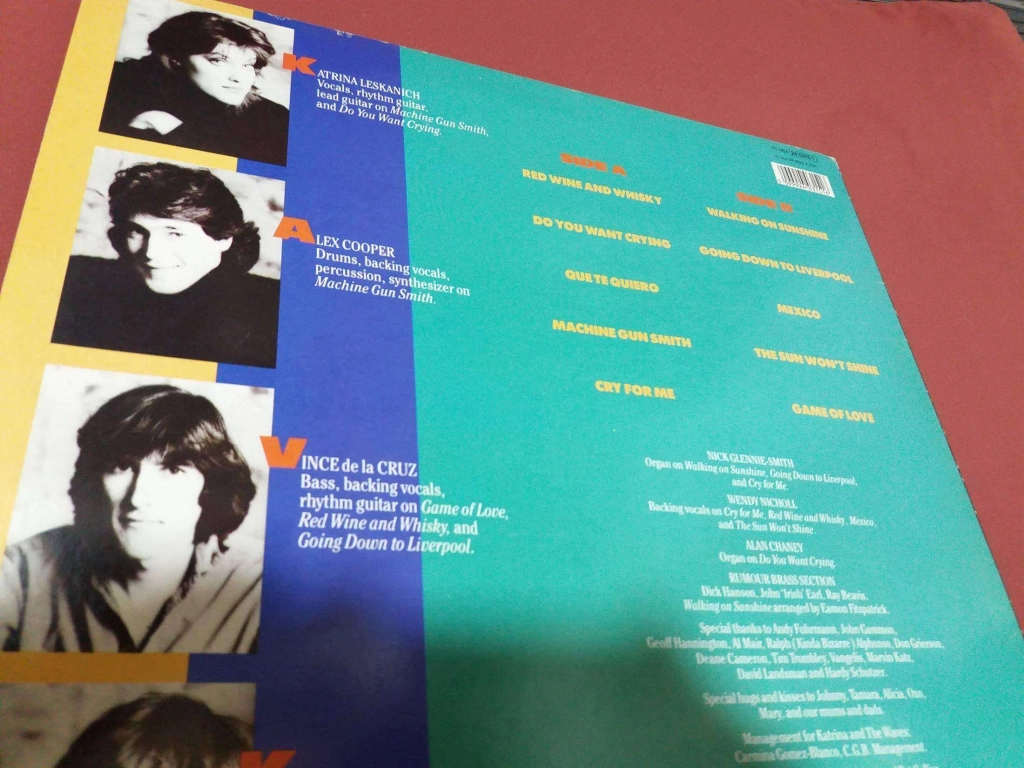 KATRINA LESKANICH
Vocals, rhythm guitar,
lead guitar on Machine Gun Smith,
and Do You Want Crying.
ALEX COOPER
Drums, backing vocals,
percussion, synthesizer on
Machine Gun Smith.
VINCE de la CRUZ
Bass, backing vocals,
rhythm guitar on Game of Love,
Red Wine and Whisky, and
Going Down to Liverpool.
K
SIDE A
RED WINE AND WHISKY
DO YOU WANT CRYING
QUE TE QUIERO
MACHINE GUN SMITH
CRY FOR ME
SIDE B
WALKING ON SUNSHINE
GOING DOWN TO LIVERPOOL
MEXICO
THE SUN WON'T SHINE
GAME OF LOVE
NICK GLENNIE-SMITH
Organ on Walking on Sunshine, Going Down to Liverpool,
and Cry for Me.
WENDY NICHOLL
Backing vocals on Cry for Me, Red Wine and Whisky, Mexico,
and The Sun Won't Shine.
ALAN CHANEY
Organ on Do You Want Crying.
RUMOUR BRASS SECTION
Dick Hanson, John 'Irish' Earl, Ray Beavis.
Walking on Sunshine arranged by Eamon Fitzpatrick.
Special thanks to Andy Fuhrmann, John Gammon,
Geoff Hannington, Al Mair, Ralph (Kinda Bizarre) Alphonso, Don Grierson,
Deane Cameron, Tim Trombley, Vangelis, Marvin Katz,
David Landsman and Hardy Schotzer.
Special hugs and kisses to Johnny, Tamara, Alicia, Ono,
Mary, and our mums and dads.
Management for Katrina and The Waves:
Carmina Gomez-Blanco, C.G.B. Management.